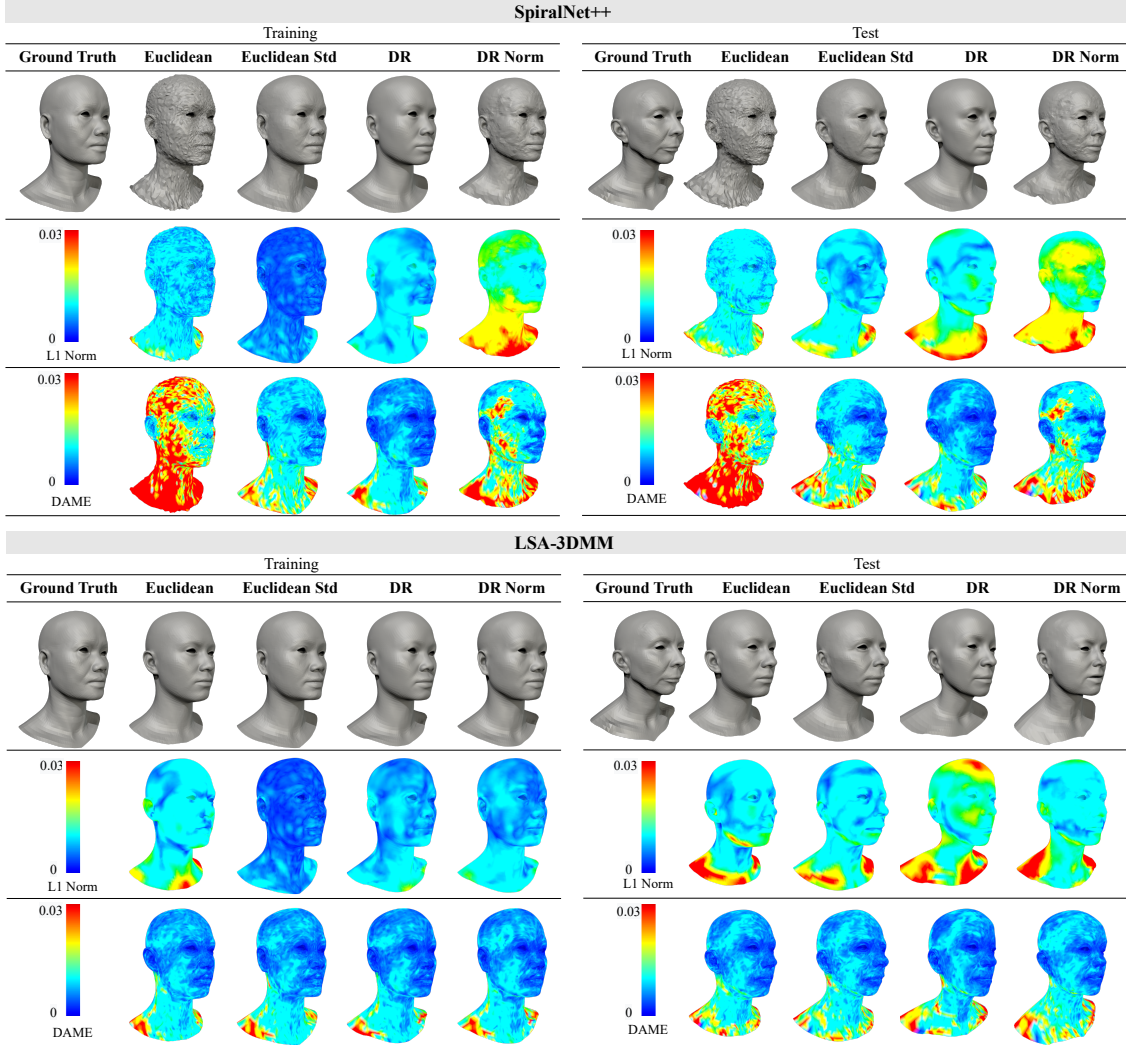 SpiralNet++
Training
Test
Ground Truth Euclidean Euclidean Std DR DR Norm
Ground Truth Euclidean Euclidean Std DR DR Norm
0.03
0
L1 Norm
0.03
0
L1 Norm
0.03
0
DAME
0.03
0
DAME
LSA-3DMM
Training
Test
Ground Truth Euclidean Euclidean Std DR DR Norm
Ground Truth Euclidean Euclidean Std DR DR Norm
0.03
0
L1 Norm
0.03
0
L1 Norm
0.03
0
DAME
0.03
0
DAME